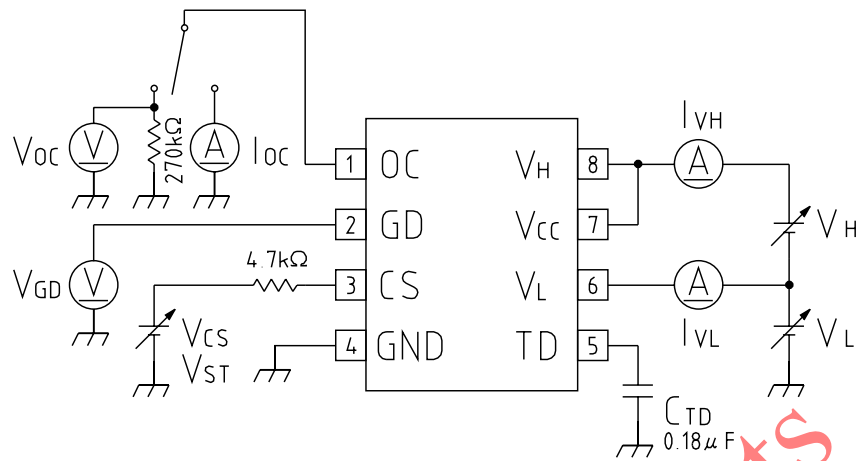 IVH
VOC
V
270kΩ
A
IOC
1
OC
VH
8
A
VH
2
GD
VCC
7
VGD
V
4.7kΩ
3
CS
VL
6
A
IVL
VL
VCS
VST
4
GND
TD
5
CTD
0.18μF